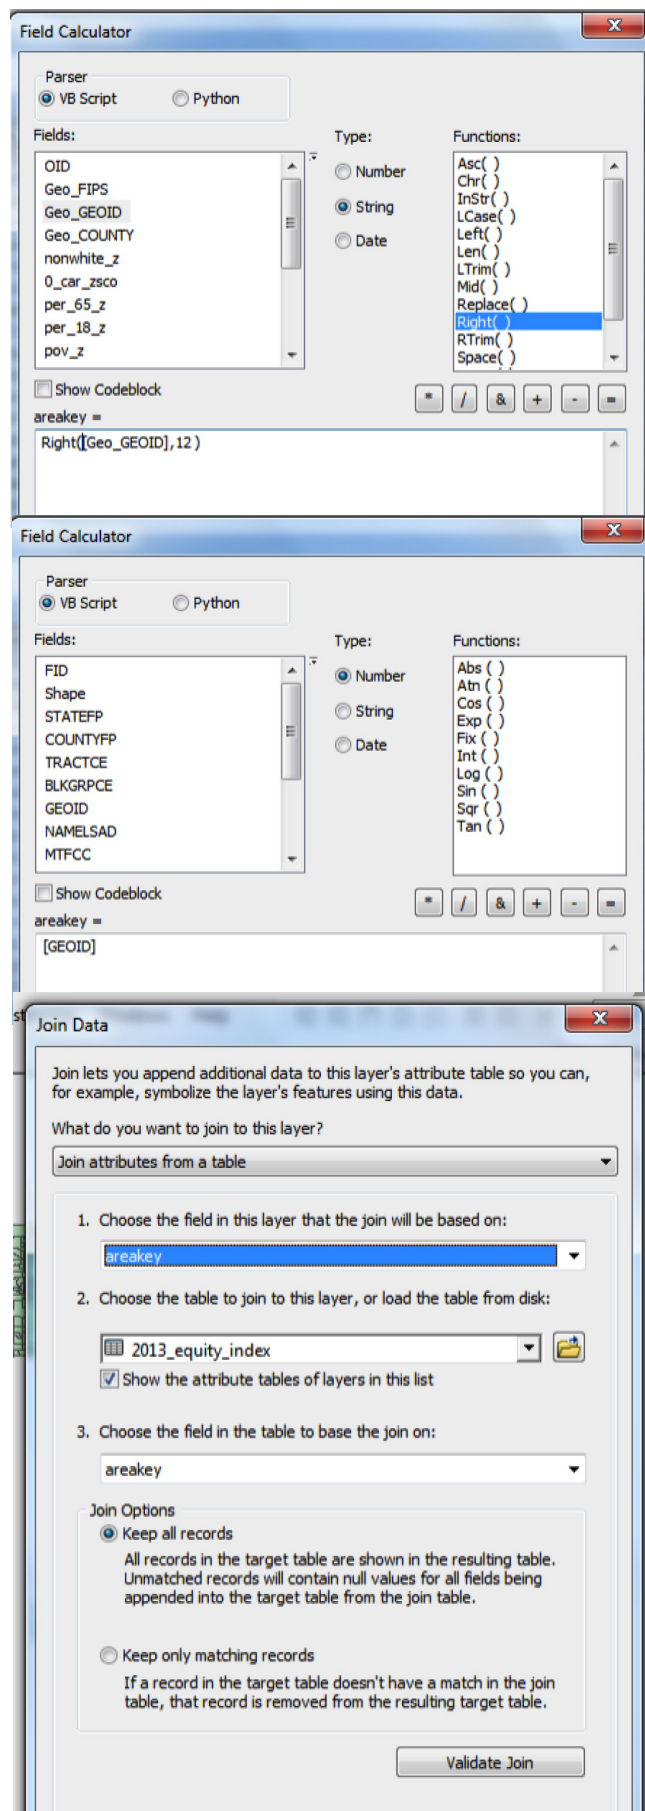 Field Calculator
Parser
VB Script Python
Fields: Type: Functions:
OID
Geo_FIPS
Geo_GEOID
Geo_COUNTY
nonwhite_z
0_car_zsco
per_65_z
per_18_z
pov_z
Number
String
Date
Asc( )
Chr( )
InStr( )
LCase( )
Left( )
Len( )
LTrim( )
Mid( )
Replace( )
Right( )
RTrim( )
Space( )
Show Codeblock
* / & + - =
areakey =
Right([Geo_GEOID],12 )
Field Calculator
Parser
VB Script Python
Fields: Type: Functions:
FID
Shape
STATEFP
COUNTYFP
TRACTCE
BLKGRPCE
GEOID
NAMELSAD
MTFCC
Number
String
Date
Abs ( )
Atn ( )
Cos ( )
Exp ( )
Fix ( )
Int ( )
Log ( )
Sin ( )
Sqr ( )
Tan ( )
Show Codeblock
* / & + - =
areakey =
[GEOID]
Help
Join Data
Join lets you append additional data to this layer's attribute table so you can,
for example, symbolize the layer's features using this data.
What do you want to join to this layer?
Join attributes from a table
1. Choose the field in this layer that the join will be based on:
areakey
2. Choose the table to join to this layer, or load the table from disk:
2013_equity_index
Show the attribute tables of layers in this list
3. Choose the field in the table to base the join on:
areakey
Join Options
Keep all records
All records in the target table are shown in the resulting table.
Unmatched records will contain null values for all fields being
appended into the target table from the join table.
Keep only matching records
If a record in the target table doesn't have a match in the join
table, that record is removed from the resulting target table.
Validate Join